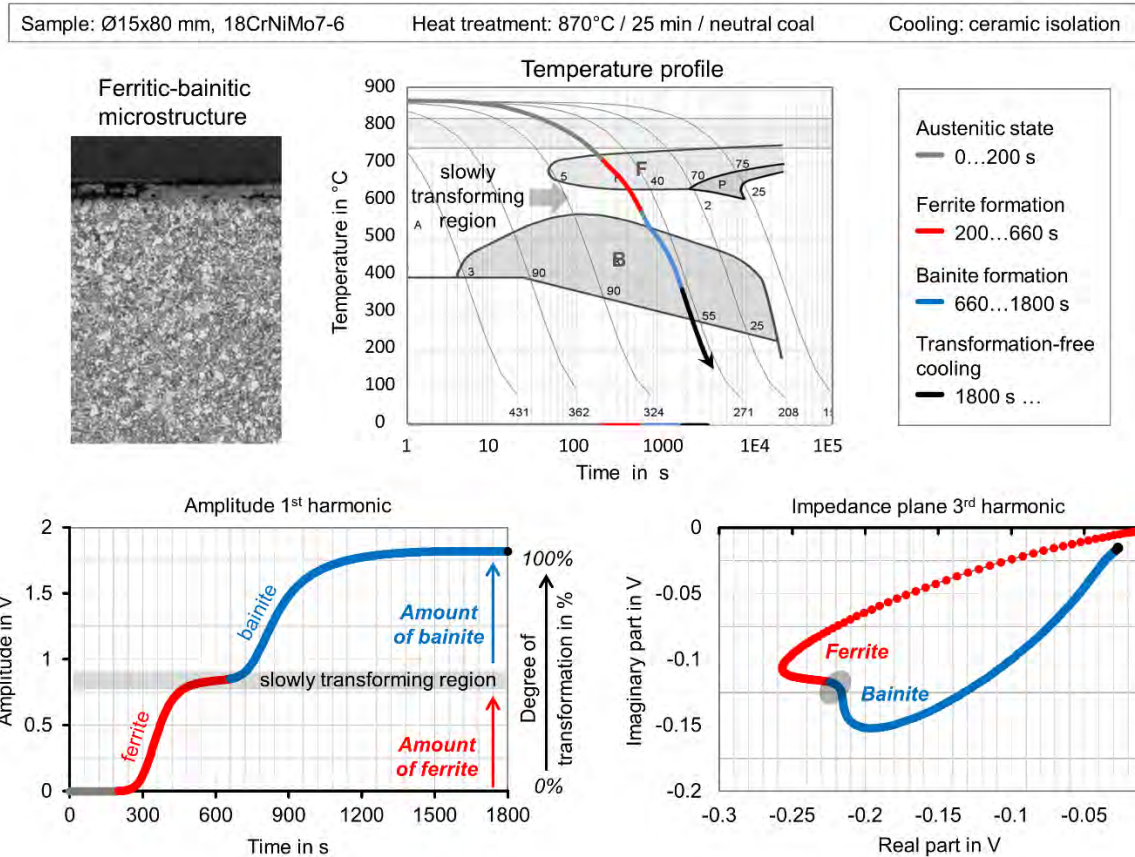 Sample: Ø15x80 mm, 18CrNiMo7-6 Heat treatment: 870°C / 25 min / neutral coal Cooling: ceramic isolation
Ferritic-bainitic
microstructure
Temperature profile
Temperature in °C
900
800
700
600
500
400
300
200
100
0
slowly
transforming
region
A
F
5
40
70
75
P
25
2
B
3
90
90
55
25
431
362
324
271
208
1
10
100
1000
1E4
1E5
Time in s
Austenitic state
0...200 s
Ferrite formation
200...660 s
Bainite formation
660...1800 s
Transformation-free
cooling
1800 s ...
Amplitude 1st harmonic
Amplitude in V
2
1.5
1
0.5
0
ferrite
bainite
slowly transforming region
Amount
of bainite
Amount
of ferrite
100%
0%
Degree of
transformation in %
0
300
600
900
1200
1500
1800
Time in s
Impedance plane 3rd harmonic
Imaginary part in V
0
-0.05
-0.1
-0.15
-0.2
Ferrite
Bainite
-0.3
-0.25
-0.2
-0.15
-0.1
-0.05
Real part in V